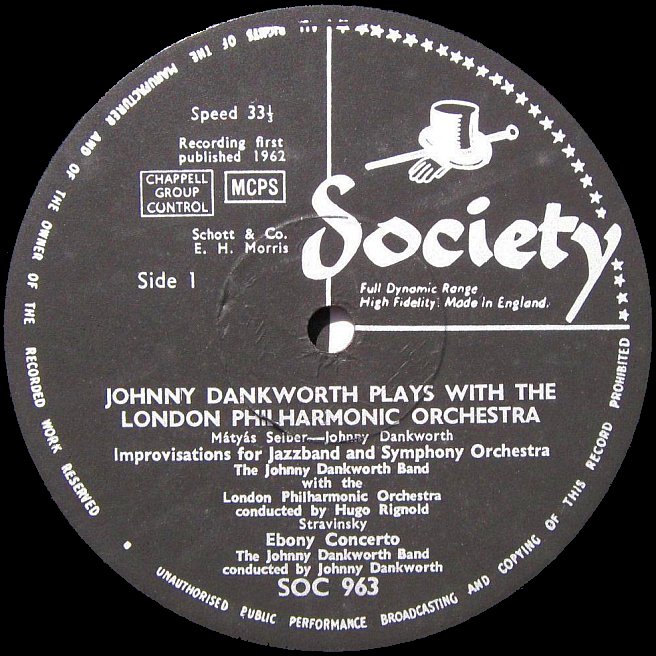 Speed 33⅓
Recording first
published 1962
CHAPPELL
GROUP
CONTROL
MCPS
Schott & Co.
E. H. Morris
Side 1
Society
Full Dynamic Range
High Fidelity. Made in England.
JOHNNY DANKWORTH PLAYS WITH THE
LONDON PHILHARMONIC ORCHESTRA
Mátyás Seiber—Johnny Dankworth
Improvisations for Jazzband and Symphony Orchestra
The Johnny Dankworth Band
with the
London Philharmonic Orchestra
conducted by Hugo Rignold
Stravinsky
Ebony Concerto
The Johnny Dankworth Band
conducted by Johnny Dankworth
SOC 963
RIGHTS OF THE MANUFACTURER AND OF THE OWNER OF THE RECORDED WORK RESERVED
UNAUTHORISED PUBLIC PERFORMANCE BROADCASTING AND COPYING OF THIS RECORD PROHIBITED